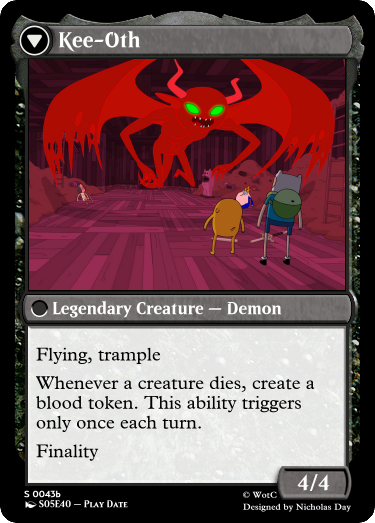 Kee-Oth
Legendary Creature — Demon
Flying, trample
Whenever a creature dies, create a
blood token. This ability triggers
only once each turn.
Finality
4/4
S 0043b
S05E40 – Play Date
© WotC
Designed by Nicholas Day